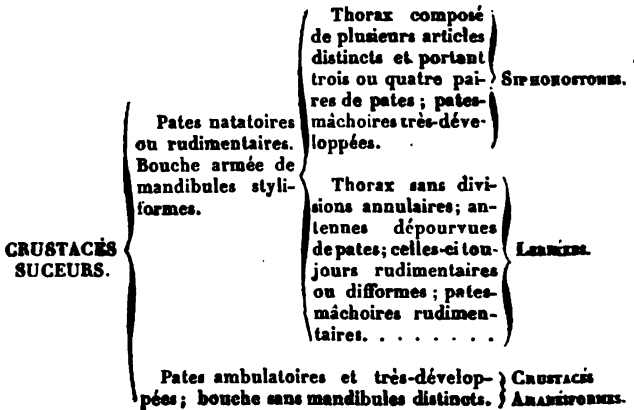 Thorax composé
de plusieurs articles
distincts et portant
trois ou quatre pai-
res de pates ; pates-
mâchoires très-déve-
loppées.
SIPHONOSTOMES.
Pates natatoires
ou rudimentaires.
Bouche armée de
mandibules styli-
formes.
Thorax sans divi-
sions annulaires ; an-
tennes dépourvues
de pates ; celles-ci tou-
jours rudimentaires
ou difformes ; pates-
mâchoires rudimen-
taires. . . . . . . .
LERNÉENS.
CRUSTACÉS
SUCEURS.
Pates ambulatoires et très-dévelop-
pées ; bouche sans mandibules distincts.
CRUSTACÉS
ARANÉIFORMES.